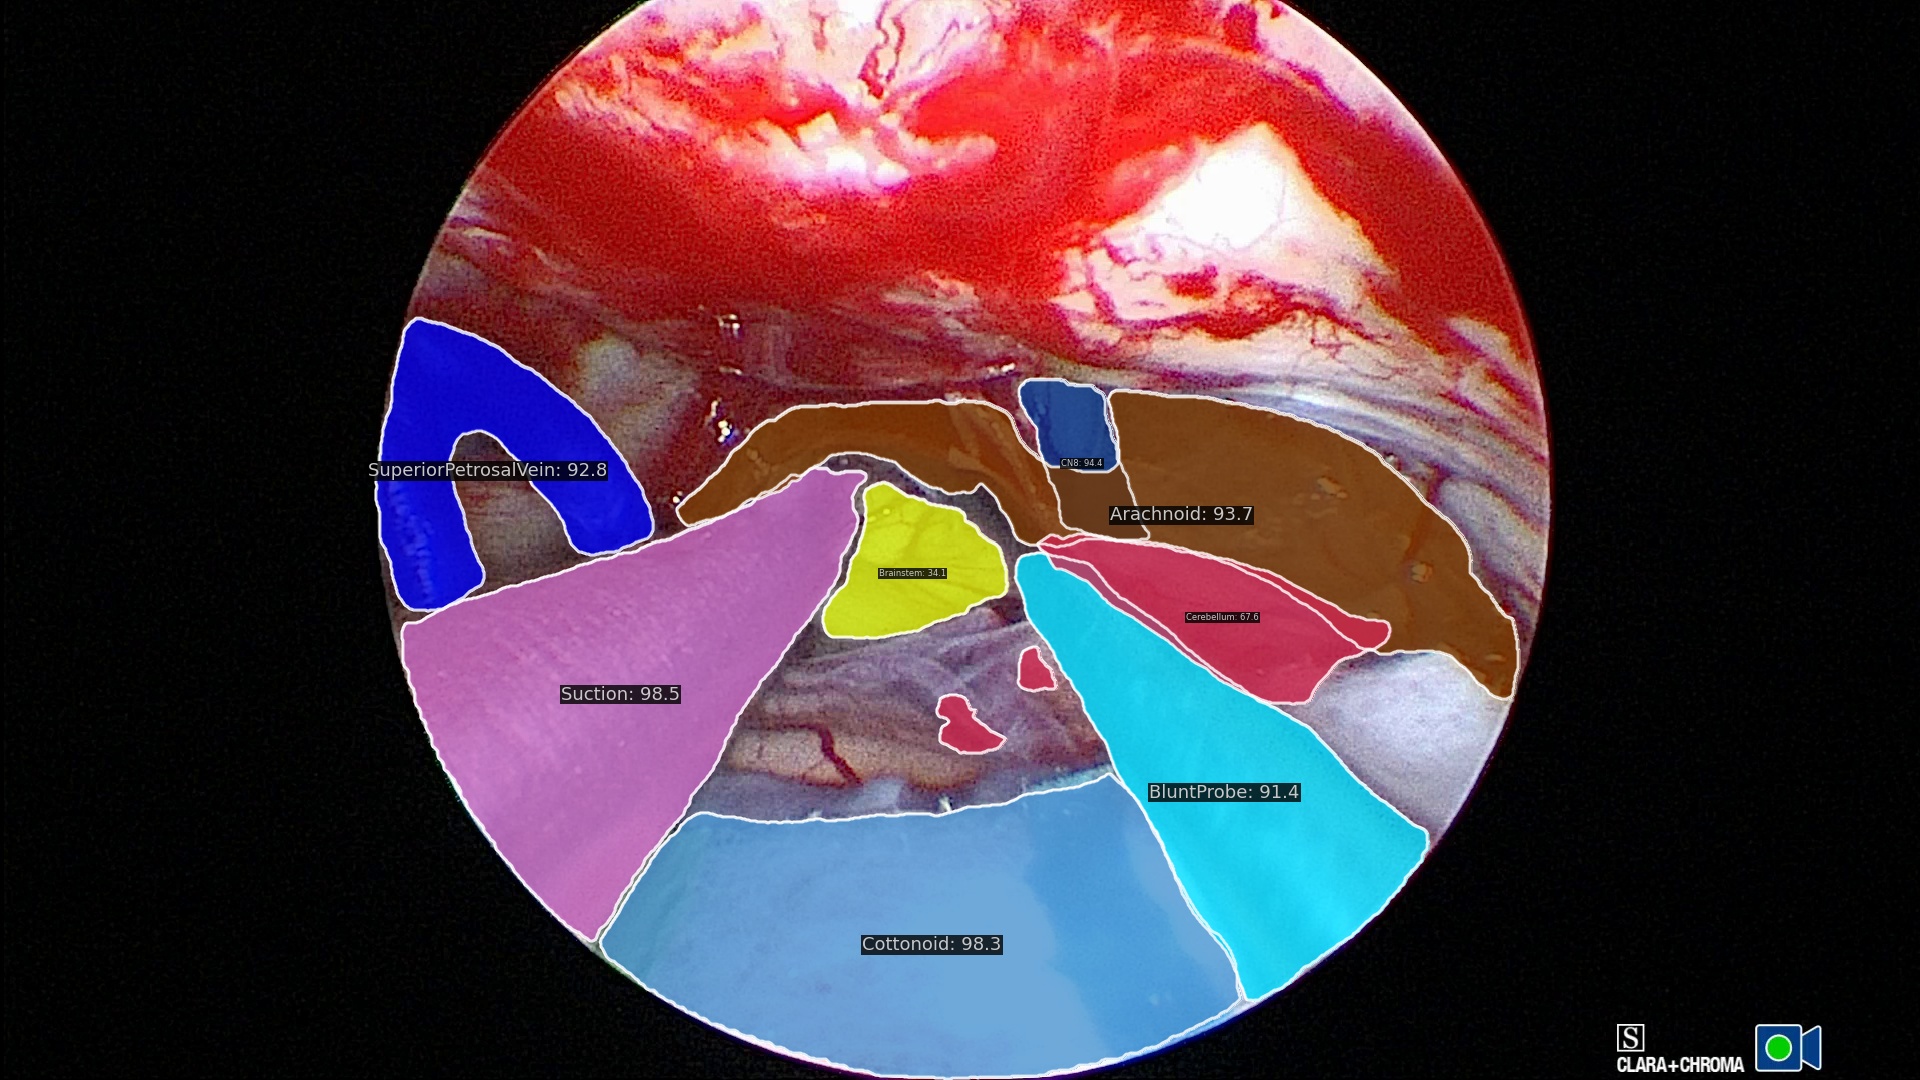 CN8: 94.4
SuperiorPetrosalVein: 92.8
Arachnoid: 93.7
Brainstem: 34.1
Cerebellum: 67.6
Suction: 98.5
BluntProbe: 91.4
Cottonoid: 98.3
S
CLARA+CHROMA